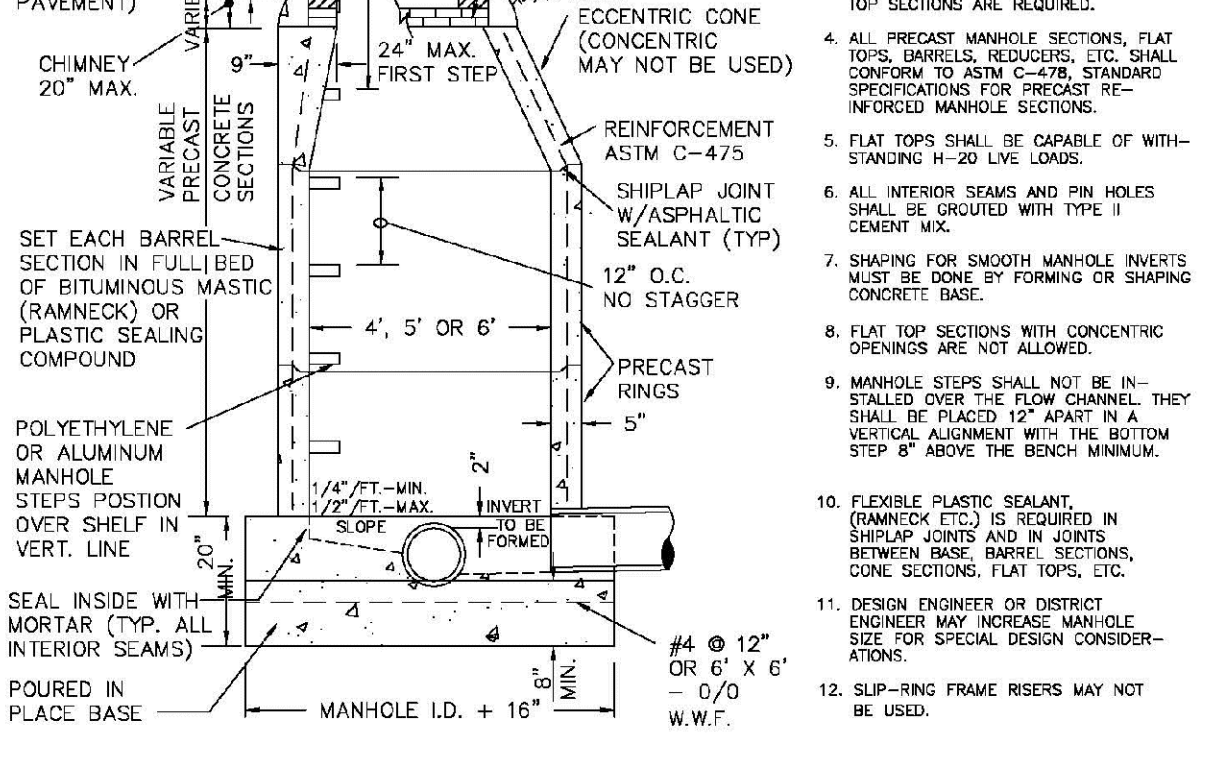 PAVEMENT)
CHIMNEY
20" MAX.
VARIABLE
PRECAST
CONCRETE
SECTIONS
9"
24" MAX.
FIRST STEP
ECCENTRIC CONE
(CONCENTRIC
MAY NOT BE USED)
REINFORCEMENT
ASTM C-475
SHIPLAP JOINT
W/ASPHALTIC
SEALANT (TYP)
12" O.C.
NO STAGGER
SET EACH BARREL
SECTION IN FULL BED
OF BITUMINOUS MASTIC
(RAMNECK) OR
PLASTIC SEALING
COMPOUND
4', 5' OR 6'
PRECAST
RINGS
5"
POLYETHYLENE
OR ALUMINUM
MANHOLE
STEPS POSTION
OVER SHELF IN
VERT. LINE
1/4"/FT.-MIN.
1/2"/FT.-MAX.
SLOPE
2"
INVERT
TO BE
FORMED
20"
MIN.
SEAL INSIDE WITH
MORTAR (TYP. ALL
INTERIOR SEAMS)
POURED IN
PLACE BASE
MANHOLE I.D. + 16"
8"
MIN.
#4 @ 12"
OR 6' X 6'
- 0/0
W.W.F.
TOP SECTIONS ARE REQUIRED.
4. ALL PRECAST MANHOLE SECTIONS, FLAT
TOPS, BARRELS, REDUCERS, ETC. SHALL
CONFORM TO ASTM C-478, STANDARD
SPECIFICATIONS FOR PRECAST RE-
INFORCED MANHOLE SECTIONS.
5. FLAT TOPS SHALL BE CAPABLE OF WITH-
STANDING H-20 LIVE LOADS.
6. ALL INTERIOR SEAMS AND PIN HOLES
SHALL BE GROUTED WITH TYPE II
CEMENT MIX.
7. SHAPING FOR SMOOTH MANHOLE INVERTS
MUST BE DONE BY FORMING OR SHAPING
CONCRETE BASE.
8. FLAT TOP SECTIONS WITH CONCENTRIC
OPENINGS ARE NOT ALLOWED.
9. MANHOLE STEPS SHALL NOT BE IN-
STALLED OVER THE FLOW CHANNEL. THEY
SHALL BE PLACED 12" APART IN A
VERTICAL ALIGNMENT WITH THE BOTTOM
STEP 8" ABOVE THE BENCH MINIMUM.
10. FLEXIBLE PLASTIC SEALANT,
(RAMNECK ETC.) IS REQUIRED IN
SHIPLAP JOINTS AND IN JOINTS
BETWEEN BASE, BARREL SECTIONS,
CONE SECTIONS, FLAT TOPS, ETC.
11. DESIGN ENGINEER OR DISTRICT
ENGINEER MAY INCREASE MANHOLE
SIZE FOR SPECIAL DESIGN CONSIDER-
ATIONS.
12. SLIP-RING FRAME RISERS MAY NOT
BE USED.